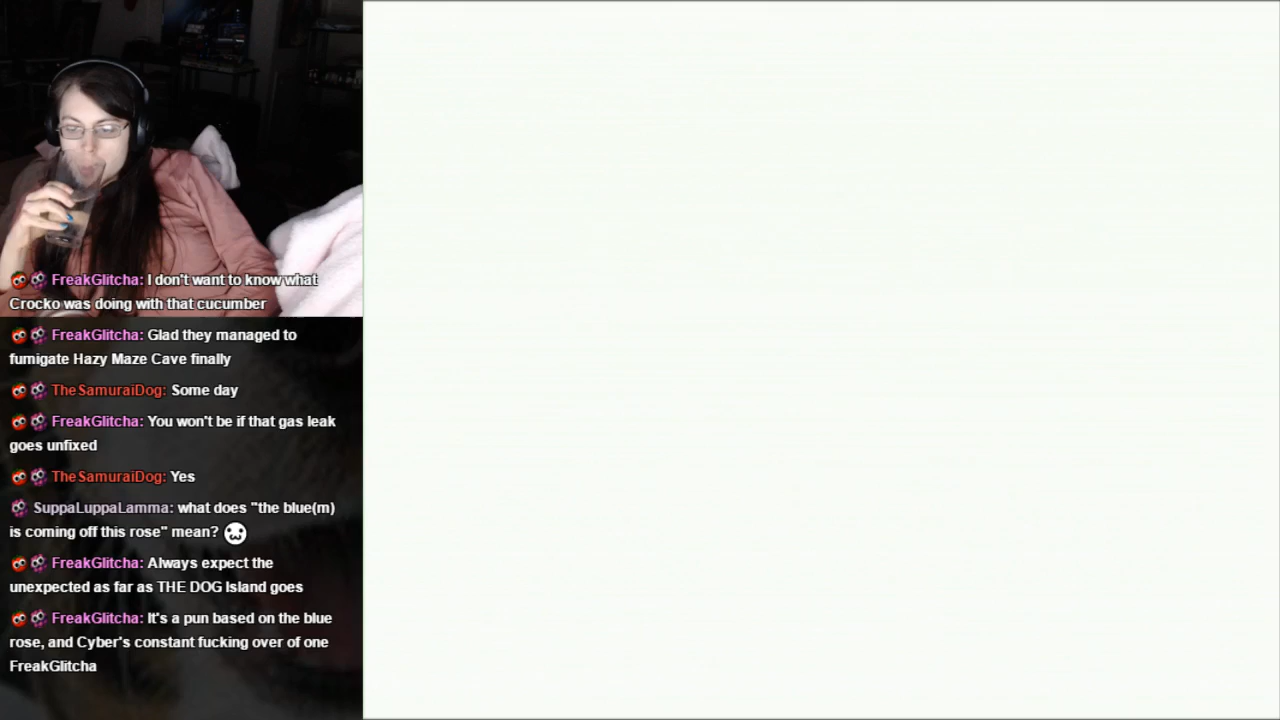 FreakGlitcha: I don't want to know what
Crocko was doing with that cucumber
FreakGlitcha: Glad they managed to
fumigate Hazy Maze Cave finally
TheSamuraiDog: Some day
FreakGlitcha: You won't be if that gas leak
goes unfixed
TheSamuraiDog: Yes
SuppaLuppaLamma: what does "the blue(m)
is coming off this rose" mean?
FreakGlitcha: Always expect the
unexpected as far as THE DOG Island goes
FreakGlitcha: It's a pun based on the blue
rose, and Cyber's constant fucking over of one
FreakGlitcha